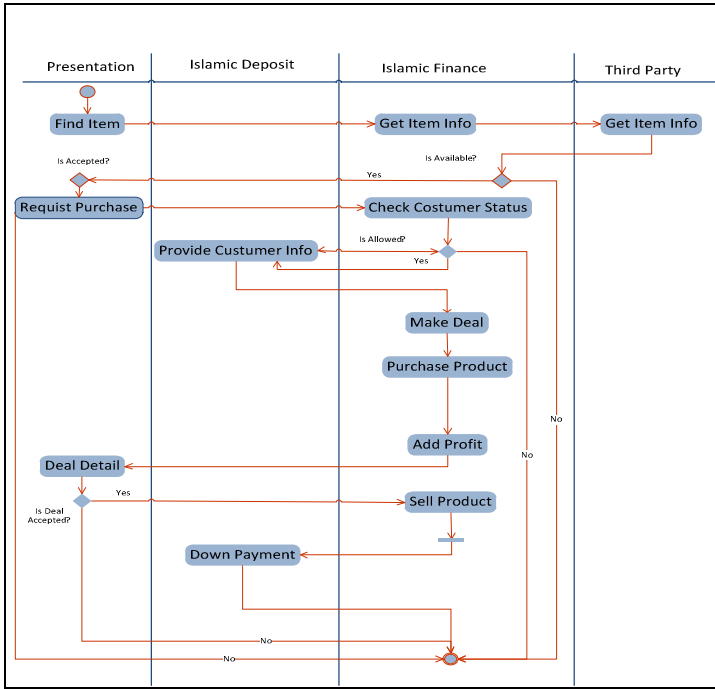 Presentation
Islamic Deposit
Islamic Finance
Third Party
Find Item
Get Item Info
Get Item Info
Is Accepted?
Is Available?
Yes
Requist Purchase
Check Costumer Status
Is Allowed?
Provide Custumer Info
Yes
Make Deal
Purchase Product
No
Add Profit
No
Deal Detail
Yes
Is Deal
Accepted?
Sell Product
Down Payment
No
No